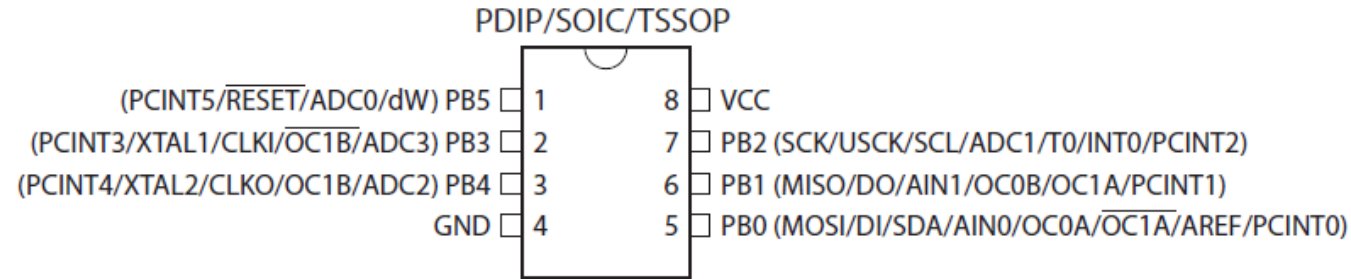 PDIP/SOIC/TSSOP
(PCINT5/RESET/ADC0/dW) PB5 1 8 VCC
(PCINT3/XTAL1/CLKI/OC1B/ADC3) PB3 2 7 PB2 (SCK/USCK/SCL/ADC1/T0/INT0/PCINT2)
(PCINT4/XTAL2/CLKO/OC1B/ADC2) PB4 3 6 PB1 (MISO/DO/AIN1/OC0B/OC1A/PCINT1)
GND 4 5 PB0 (MOSI/DI/SDA/AIN0/OC0A/OC1A/AREF/PCINT0)